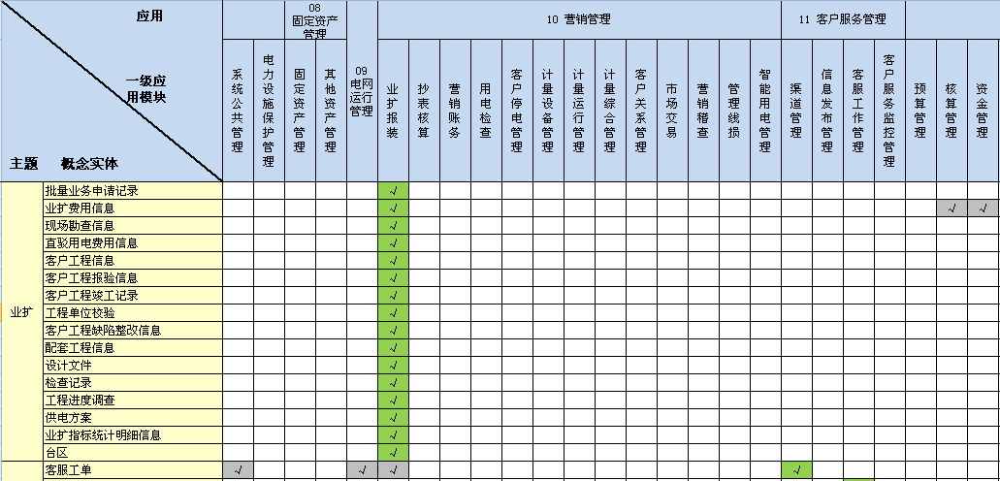 应用
一级应
用模块
主题 概念实体
08
固定资产
管理
09
电网
运行
管理
10 营销管理
11 客户服务管理
系统公共管理
电力设施保护管理
固定资产管理
其他资产管理
业扩报装
抄表核算
营销账务
用电检查
客户停电管理
计量设备管理
计量运行管理
计量综合管理
客户关系管理
市场交易
营销稽查
管理线损
智能用电管理
渠道管理
信息发布管理
客服工作管理
客户服务监控管理
预算管理
核算管理
资金管理
业扩
批量业务申请记录 √
业扩费用信息 √ √ √
现场勘查信息 √
直驳用电费用信息 √
客户工程信息 √
客户工程报验信息 √
客户工程竣工记录 √
工程单位校验 √
客户工程缺陷整改信息 √
配套工程信息 √
设计文件 √
检查记录 √
工程进度调查 √
供电方案 √
业扩指标统计明细信息 √
台区 √
客服工单 √ √ √ √